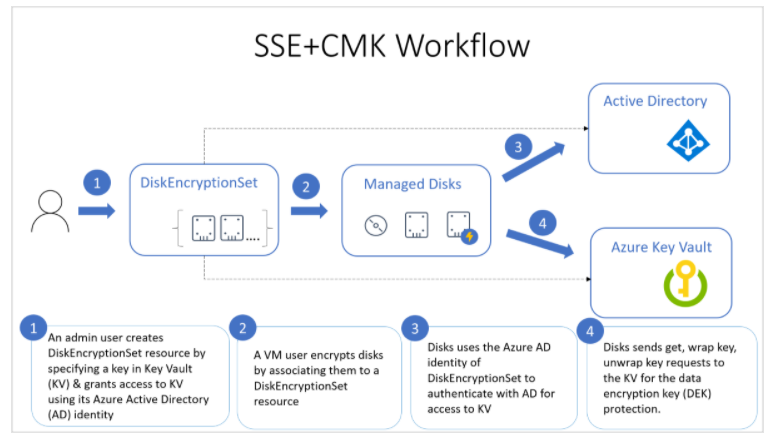 SSE+CMK Workflow
Active Directory
3
1
DiskEncryptionSet
2
Managed Disks
4
Azure Key Vault
1
An admin user creates
DiskEncryptionSet resource by
specifying a key in Key Vault
(KV) & grants access to KV
using its Azure Active Directory
(AD) identity
2
A VM user encrypts disks
by associating them to a
DiskEncryptionSet
resource
3
Disks uses the Azure AD
identity of
DiskEncryptionSet to
authenticate with AD for
access to KV
4
Disks sends get, wrap key,
unwrap key requests to
the KV for the data
encryption key (DEK)
protection.